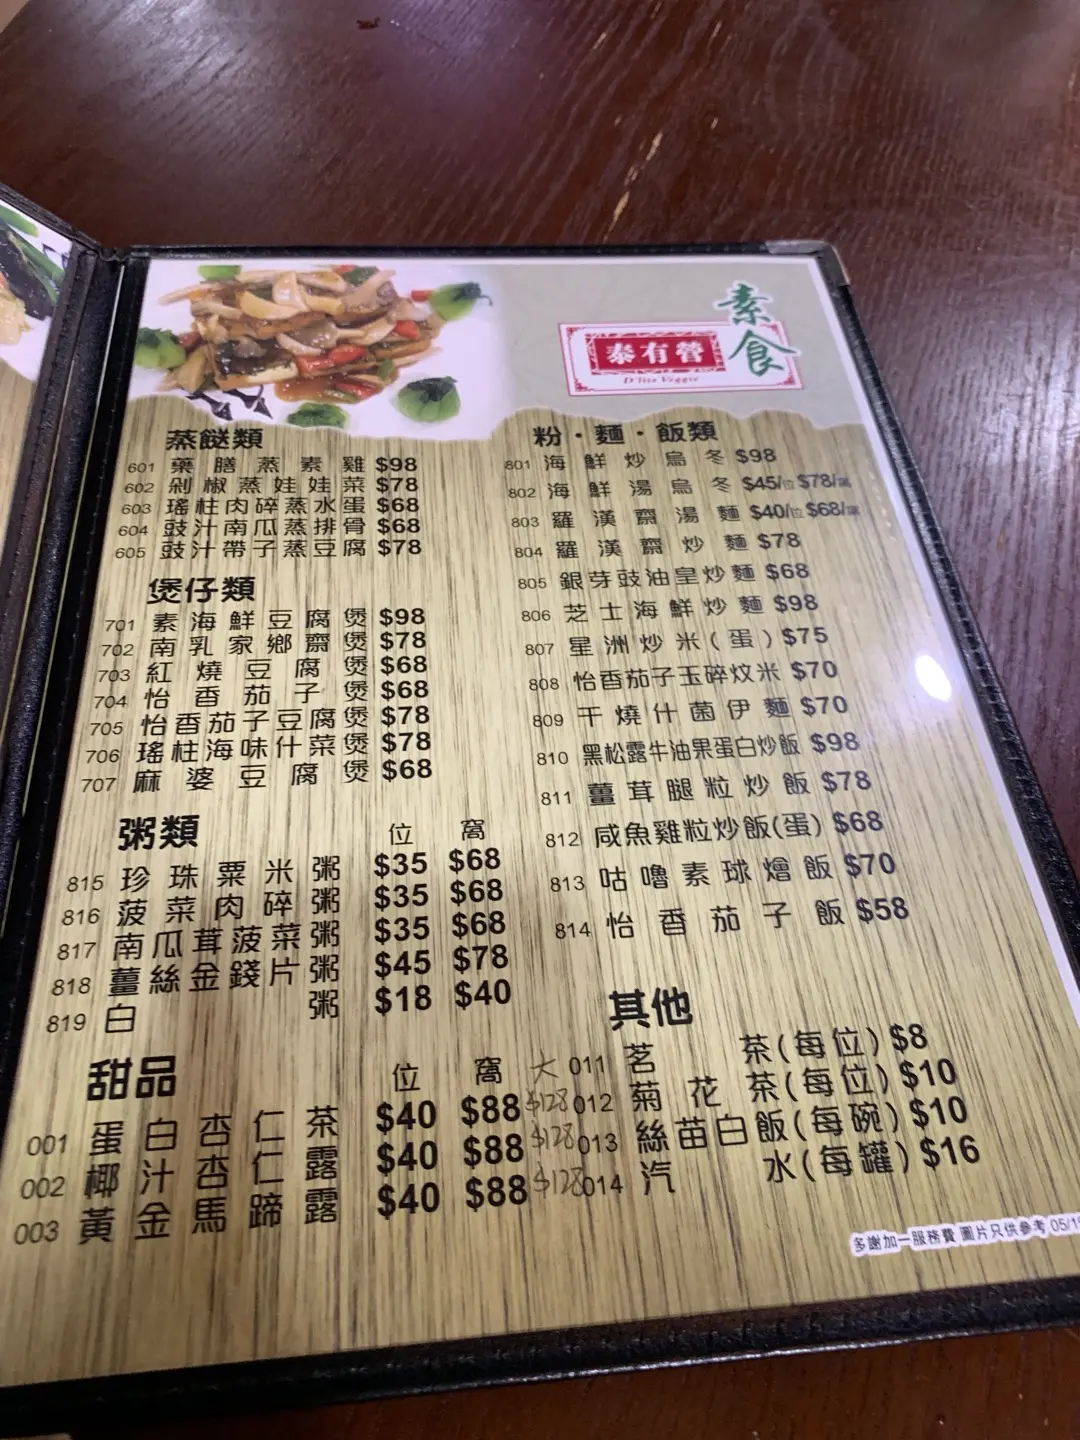 素食
泰有營
D'lite Veggie
蒸餸類
601 藥膳蒸素雞 $98
602 剁椒蒸娃娃菜 $78
603 瑤柱肉碎蒸水蛋 $68
604 豉汁南瓜蒸排骨 $68
605 豉汁帶子蒸豆腐 $78
煲仔類
701 素海鮮豆腐煲 $98
702 南乳家鄉齋煲 $78
703 紅燒豆腐煲 $68
704 怡香茄子煲 $68
705 怡香茄子豆腐煲 $78
706 瑤柱海味什菜煲 $78
707 麻婆豆腐煲 $68
粥類 位 窩
815 珍珠粟米粥 $35 $68
816 菠菜肉碎粥 $35 $68
817 南瓜茸菠菜粥 $35 $68
818 薑絲金錢片粥 $45 $78
819 白粥 $18 $40
甜品 位 窩 大
001 蛋白杏仁茶 $40 $88 $128
002 椰汁杏仁露 $40 $88 $128
003 黃金馬蹄露 $40 $88 $128
粉·麵·飯類
801 海鮮炒烏冬 $98
802 海鮮湯烏冬 $45/位 $78/窩
803 羅漢齋湯麵 $40/位 $68/窩
804 羅漢齋炒麵 $78
805 銀芽豉油皇炒麵 $68
806 芝士海鮮炒麵 $98
807 星洲炒米(蛋) $75
808 怡香茄子玉碎炆米 $70
809 干燒什菌伊麵 $70
810 黑松露牛油果蛋白炒飯 $98
811 薑茸腿粒炒飯 $78
812 咸魚雞粒炒飯(蛋) $68
813 咕嚕素球燴飯 $70
814 怡香茄子飯 $58
其他
011 茗茶(每位) $8
012 菊花茶(每位) $10
013 絲苗白飯(每碗) $10
014 汽水(每罐) $16
多謝加一服務費 圖片只供參考 05/1